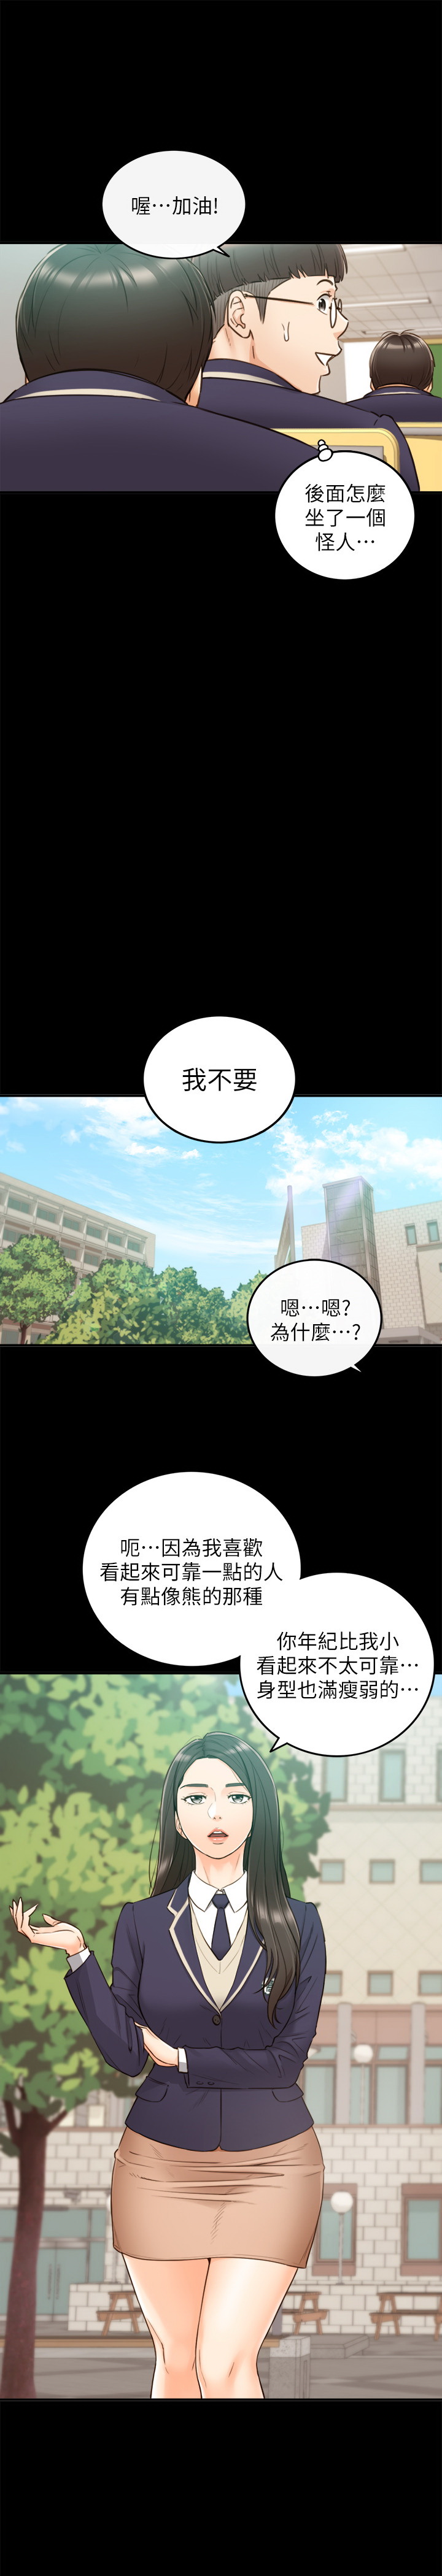 喔⋯加油!
後面怎麼
坐了一個
怪人⋯
我不要
嗯⋯嗯?
為什麼⋯?
呃⋯因為我喜歡
看起來可靠一點的人
有點像熊的那種
你年紀比我小
看起來不太可靠⋯
身型也滿瘦弱的⋯